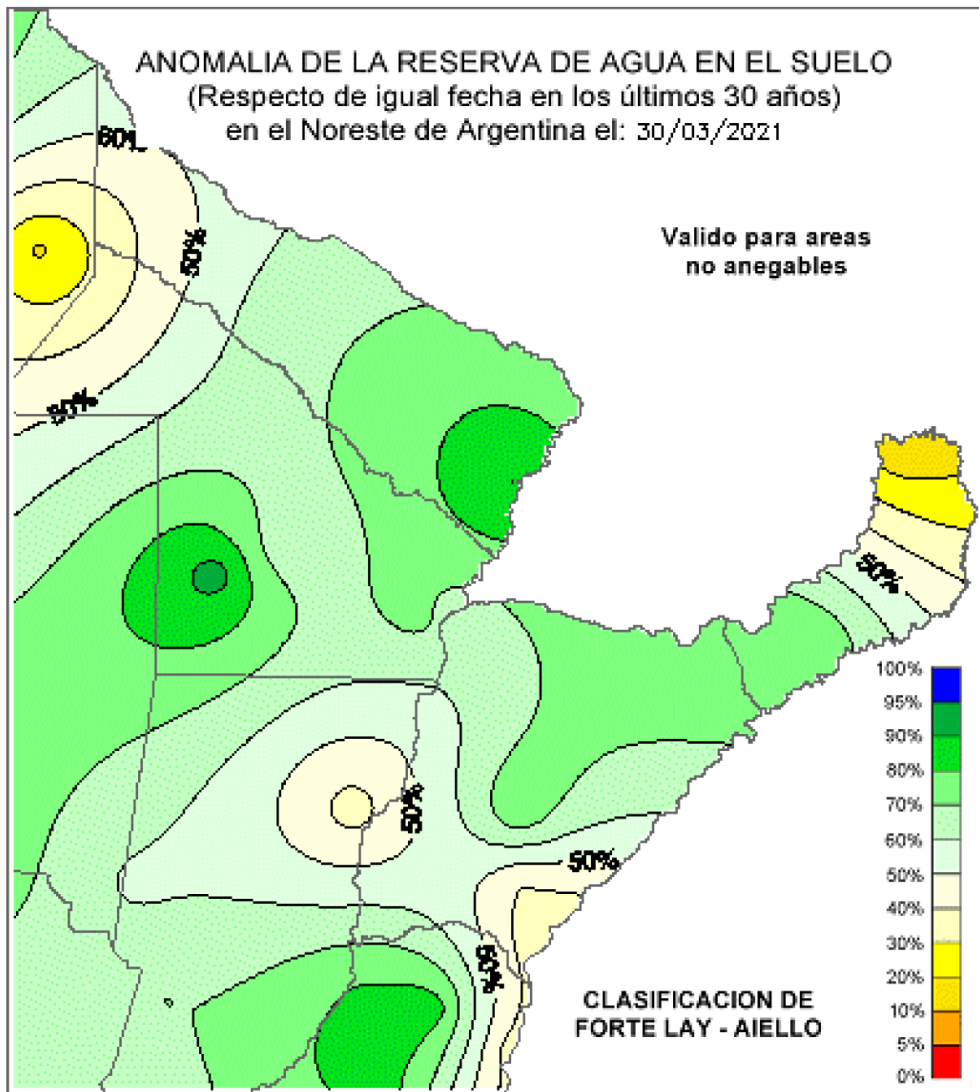 ANOMALIA DE LA RESERVA DE AGUA EN EL SUELO
(Respecto de igual fecha en los últimos 30 años)
en el Noreste de Argentina el: 30/03/2021
Valido para areas
no anegables
50%
50%
50%
50%
50%
50%
100%
95%
90%
80%
70%
60%
50%
40%
30%
20%
10%
5%
0%
CLASIFICACION DE
FORTE LAY - AIELLO